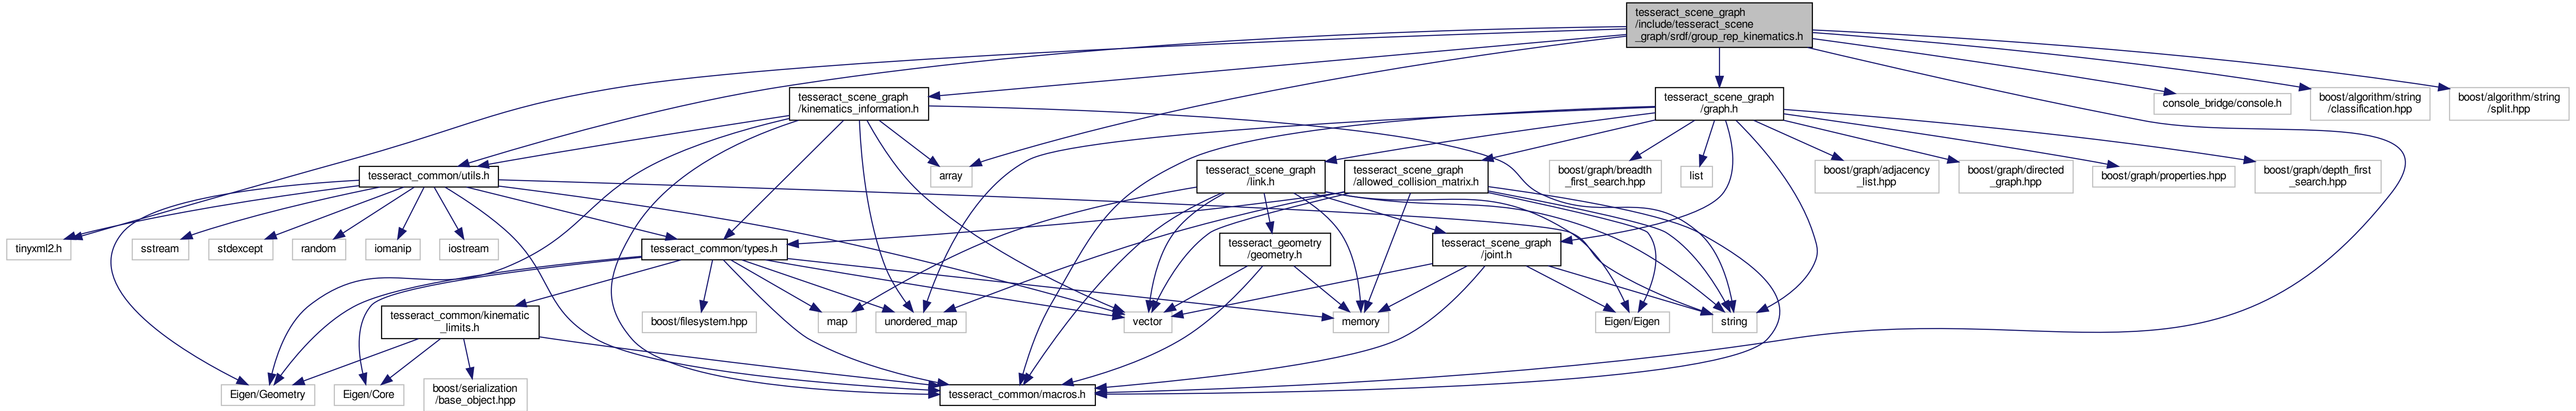 tesseract_scene_graph
/include/tesseract_scene
_graph/srdf/group_rep_kinematics.h
tesseract_scene_graph
/kinematics_information.h
tesseract_scene_graph
/graph.h
console_bridge/console.h
boost/algorithm/string
/classification.hpp
boost/algorithm/string
/split.hpp
tesseract_common/utils.h
array
tesseract_scene_graph
/link.h
tesseract_scene_graph
/allowed_collision_matrix.h
boost/graph/breadth
_first_search.hpp
list
boost/graph/adjacency
_list.hpp
boost/graph/directed
_graph.hpp
boost/graph/properties.hpp
boost/graph/depth_first
_search.hpp
tinyxml2.h
sstream
stdexcept
random
iomanip
iostream
tesseract_common/types.h
tesseract_geometry
/geometry.h
tesseract_scene_graph
/joint.h
tesseract_common/kinematic
_limits.h
boost/filesystem.hpp
map
unordered_map
vector
memory
Eigen/Eigen
string
Eigen/Geometry
Eigen/Core
boost/serialization
/base_object.hpp
tesseract_common/macros.h